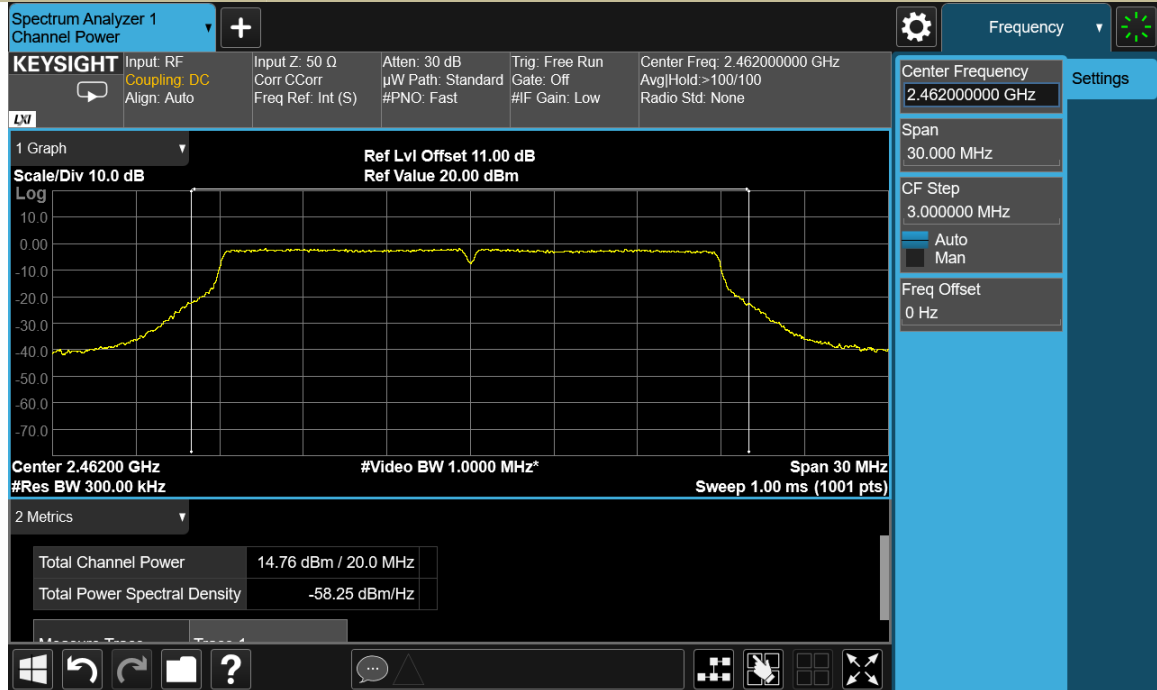 Spectrum Analyzer 1
Channel Power
+
Frequency
KEYSIGHT
LXI
Input: RF
Coupling: DC
Align: Auto
Input Z: 50 Ω
Corr CCorr
Freq Ref: Int (S)
Atten: 30 dB
µW Path: Standard
#PNO: Fast
Trig: Free Run
Gate: Off
#IF Gain: Low
Center Freq: 2.462000000 GHz
Avg|Hold:>100/100
Radio Std: None
Center Frequency
2.462000000 GHz
Settings
Span
30.000 MHz
CF Step
3.000000 MHz
Auto
Man
Freq Offset
0 Hz
1 Graph
Scale/Div 10.0 dB
Ref Lvl Offset 11.00 dB
Ref Value 20.00 dBm
Log
10.0
0.00
-10.0
-20.0
-30.0
-40.0
-50.0
-60.0
-70.0
Center 2.46200 GHz
#Video BW 1.0000 MHz*
Span 30 MHz
#Res BW 300.00 kHz
Sweep 1.00 ms (1001 pts)
2 Metrics
Total Channel Power 14.76 dBm / 20.0 MHz
Total Power Spectral Density -58.25 dBm/Hz
?